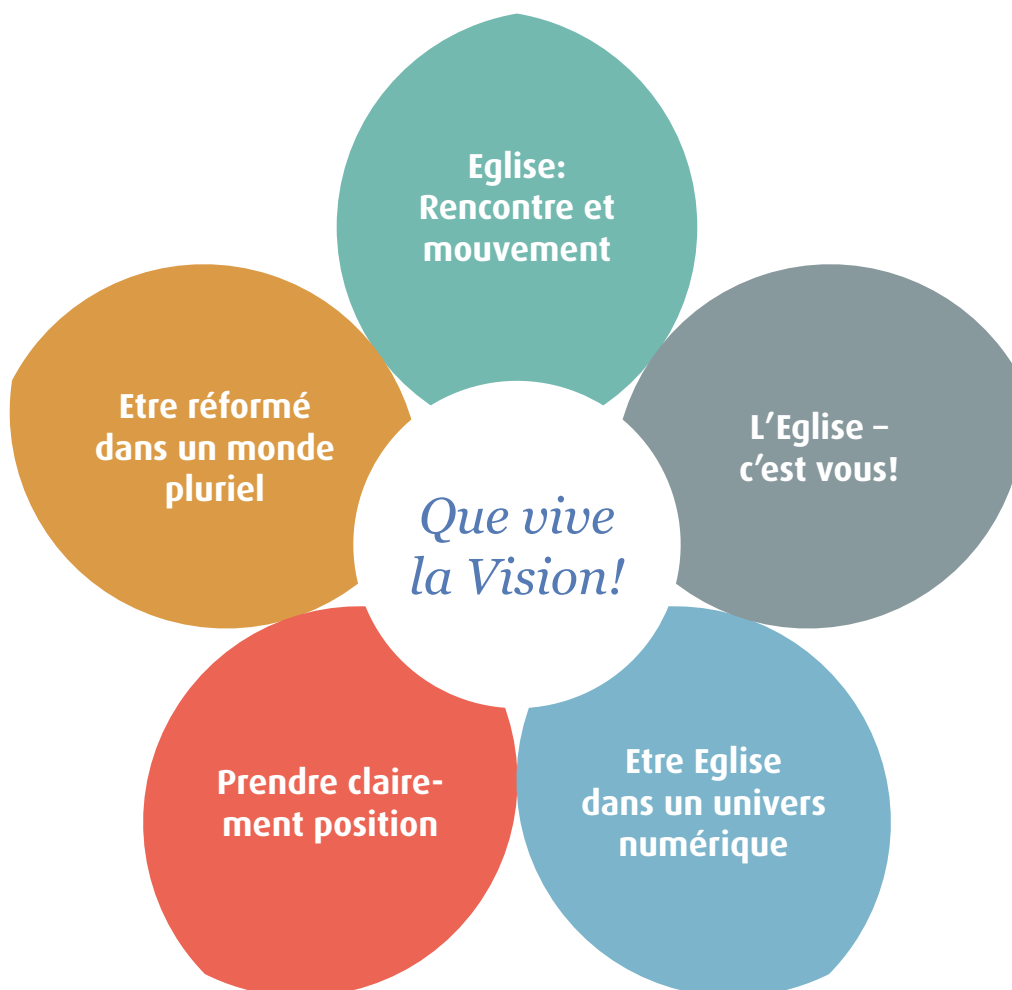 Eglise:
Rencontre et
mouvement
L'Eglise –
c'est vous!
Etre Eglise
dans un univers
numérique
Prendre claire-
ment position
Etre réformé
dans un monde
pluriel
Que vive
la Vision!